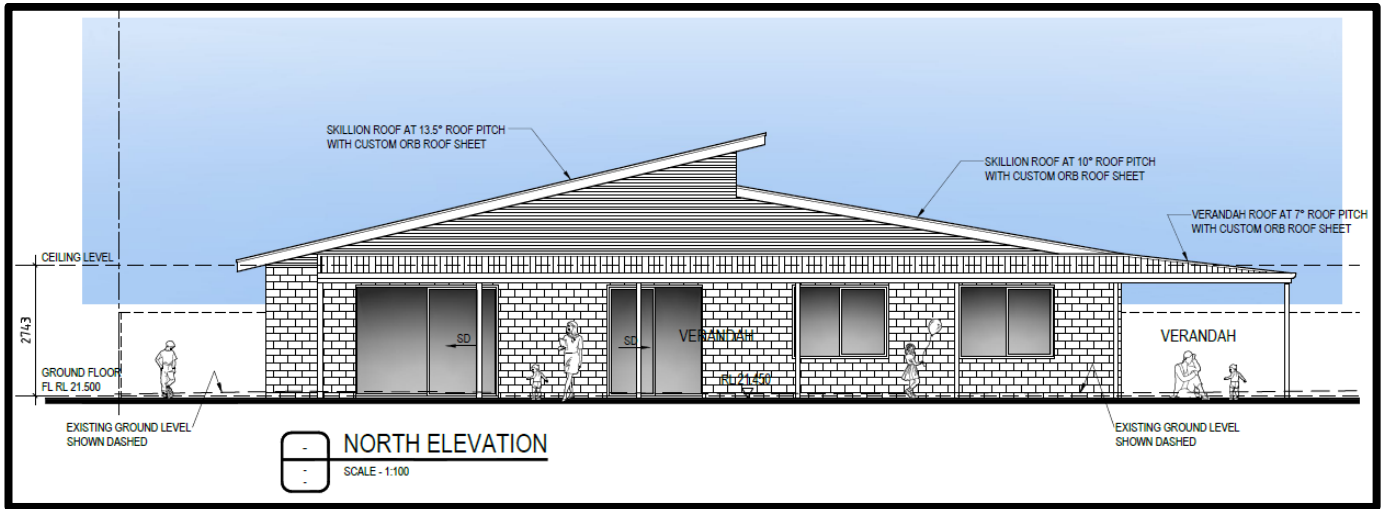 SKILLION ROOF AT 13.5° ROOF PITCH
WITH CUSTOM ORB ROOF SHEET
SKILLION ROOF AT 10° ROOF PITCH
WITH CUSTOM ORB ROOF SHEET
VERANDAH ROOF AT 7° ROOF PITCH
WITH CUSTOM ORB ROOF SHEET
CEILING LEVEL
2743
SD
SD
VERANDAH
VERANDAH
GROUND FLOOR
FL RL 21.500
RL 21.450
EXISTING GROUND LEVEL
SHOWN DASHED
EXISTING GROUND LEVEL
SHOWN DASHED
-
-
-
NORTH ELEVATION
SCALE - 1:100